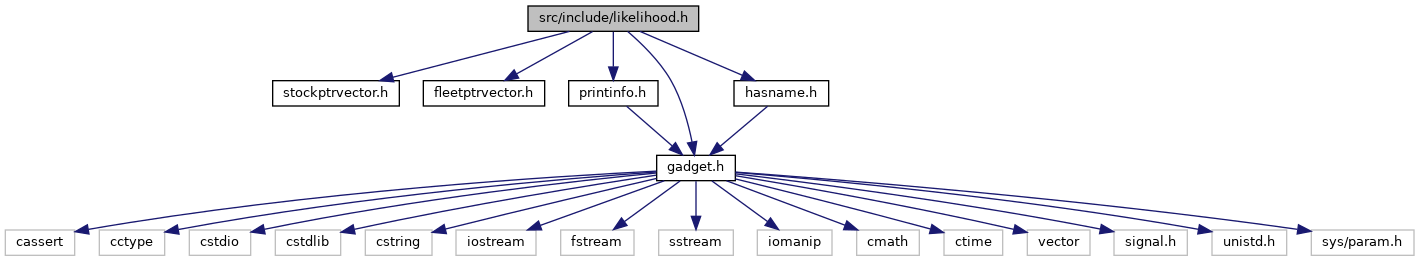 src/include/likelihood.h
stockptrvector.h
fleetptrvector.h
printinfo.h
hasname.h
gadget.h
cassert
cctype
cstdio
cstdlib
cstring
iostream
fstream
sstream
iomanip
cmath
ctime
vector
signal.h
unistd.h
sys/param.h